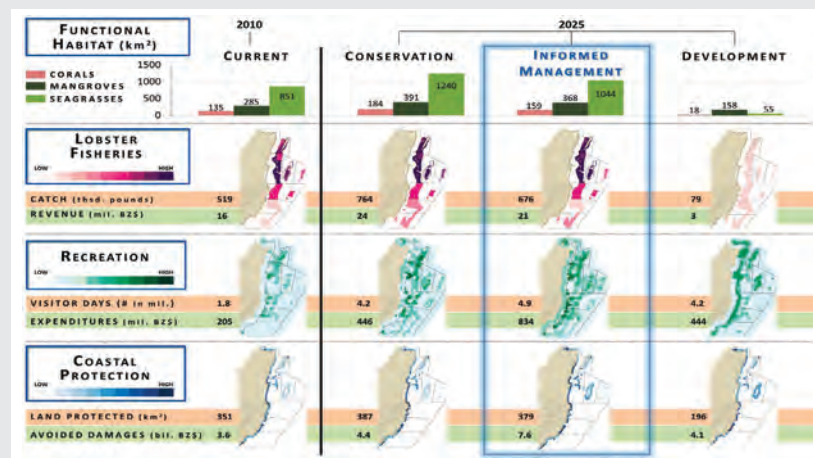 FUNCTIONAL
HABITAT (km²)
2010
2025
CURRENT
CONSERVATION
INFORMED
MANAGEMENT
DEVELOPMENT
CORALS
MANGROVES
SEAGRASSES
1500
1000
500
0
135 285 851
184 391 1240
159 368 1044
18 158 55
LOBSTER
FISHERIES
LOW HIGH
CATCH (thsd. pounds) 519 764 676 79
REVENUE (mil. BZ$) 16 24 21 3
RECREATION
LOW HIGH
VISITOR DAYS (# in mil.) 1.8 4.2 4.9 4.2
EXPENDITURES (mil. BZ$) 205 446 834 444
COASTAL
PROTECTION
LOW HIGH
LAND PROTECTED (km²) 351 387 379 196
AVOIDED DAMAGES (bil. BZ$) 3.6 4.4 7.6 4.1